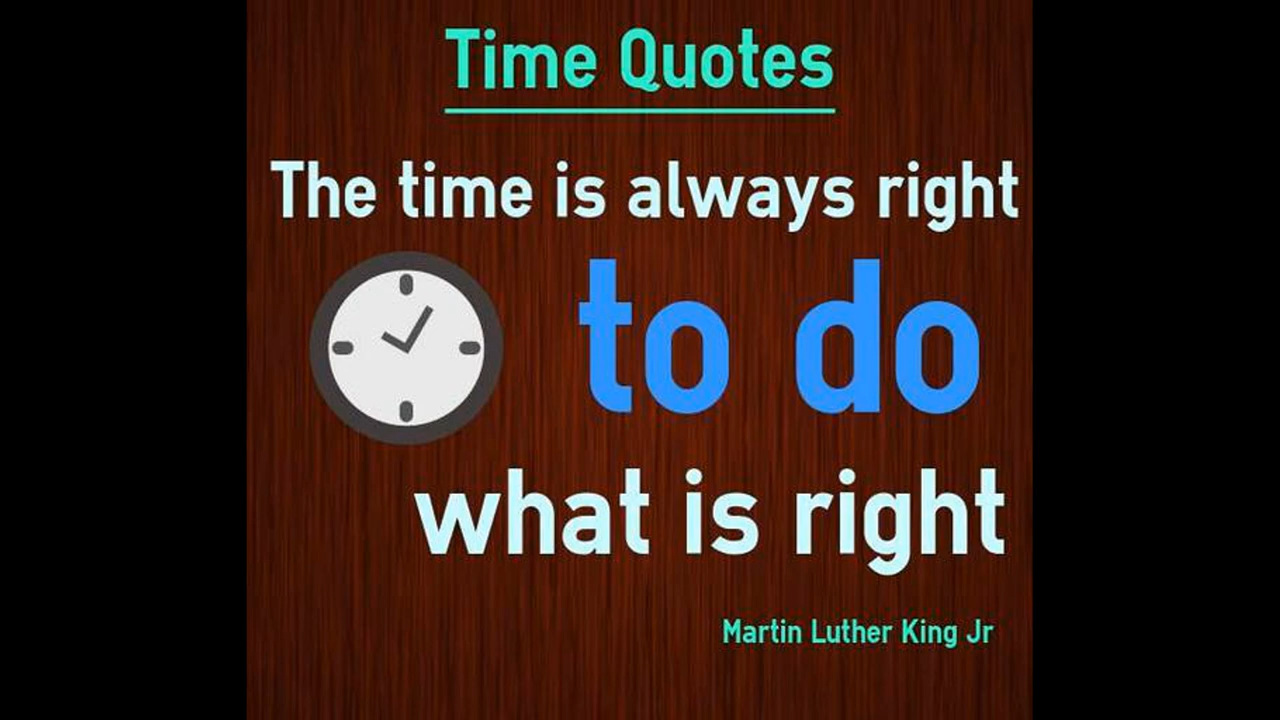 Time Quotes
The time is always right
to do
what is right
Martin Luther King Jr